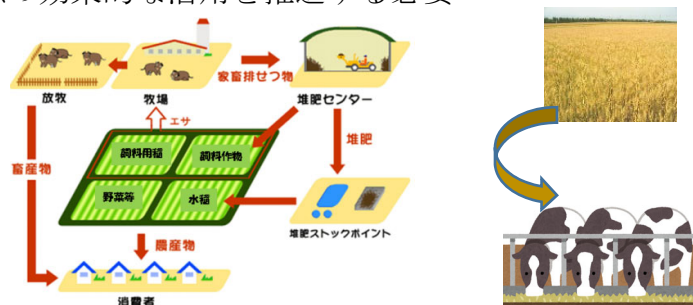 の効果的な活用を推進する必要
放牧
牧場
家畜排せつ物
堆肥センター
エサ
堆肥
畜産物
飼料用稲
飼料作物
野菜等
水稲
堆肥ストックポイント
農産物
消費者